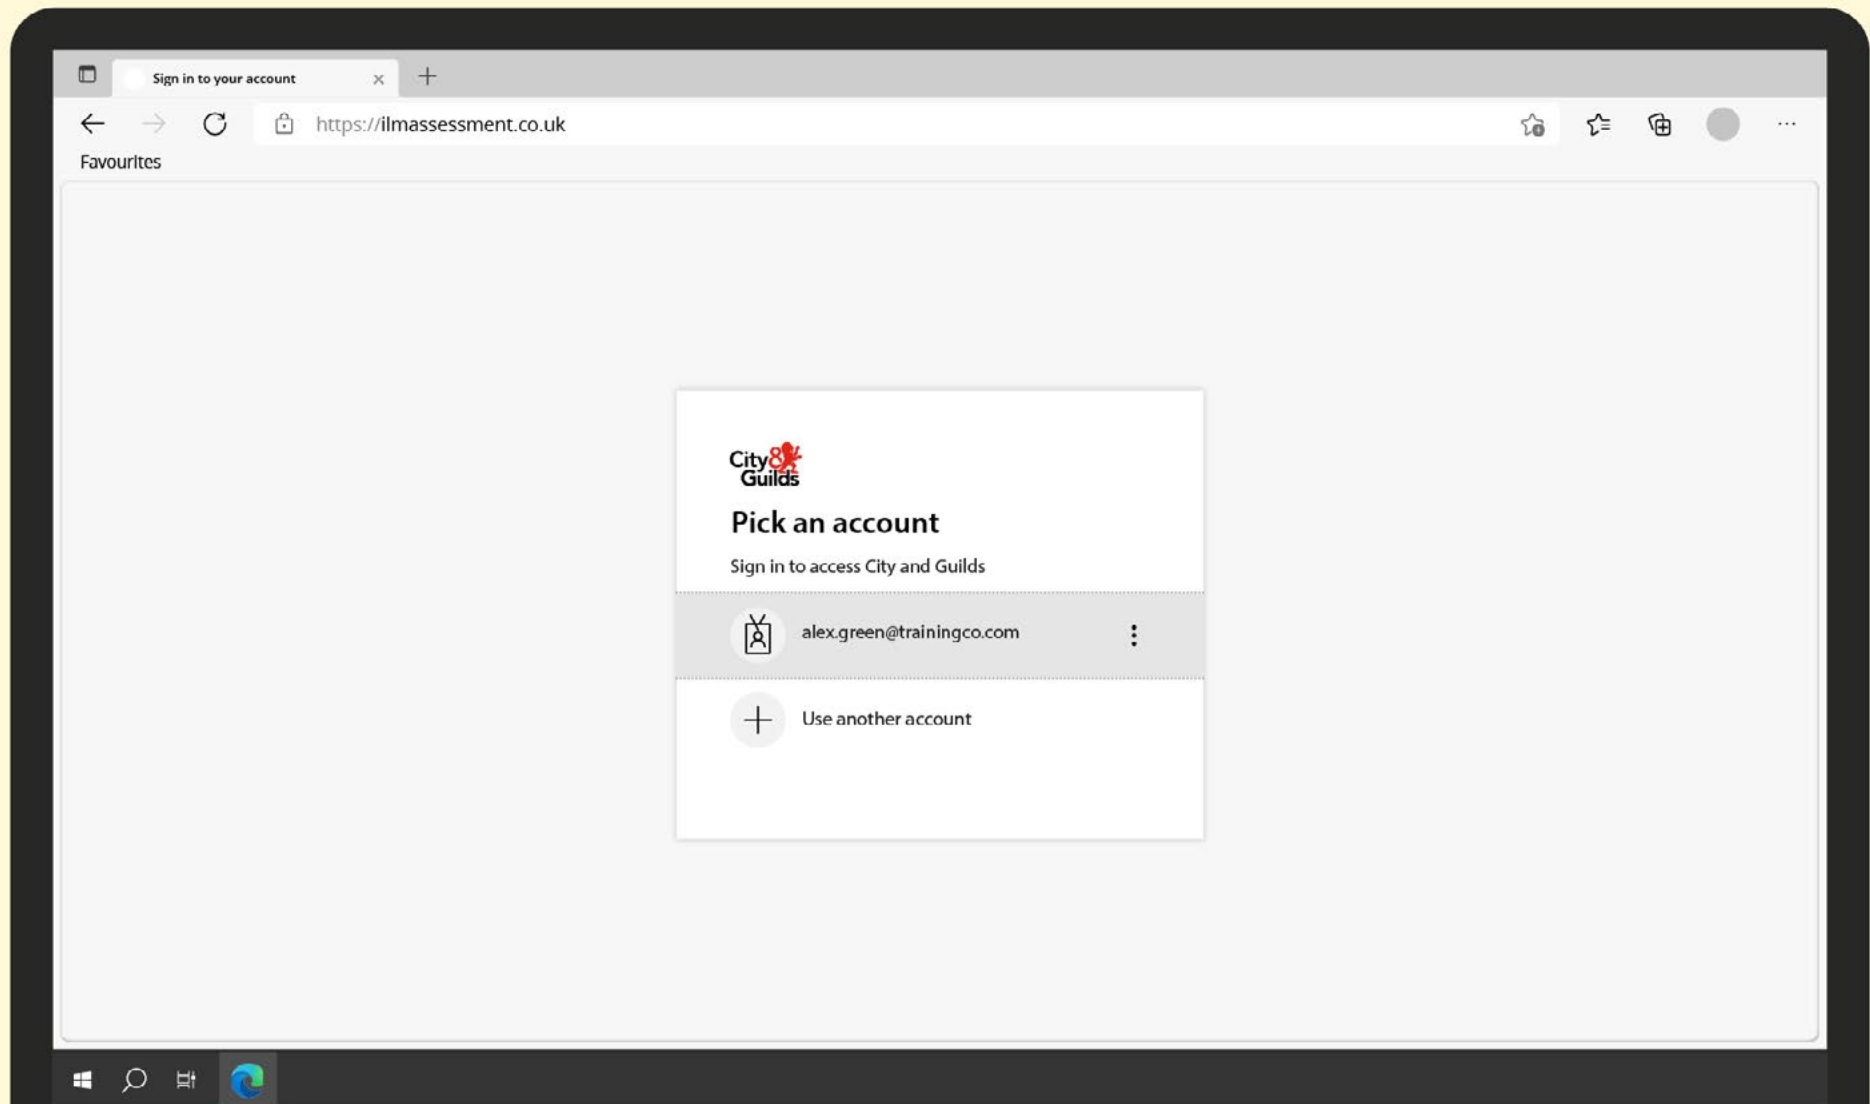 Sign in to your account
https://ilmassessment.co.uk
Favourites
City&
Guilds
Pick an account
Sign in to access City and Guilds
alex.green@trainingco.com
Use another account